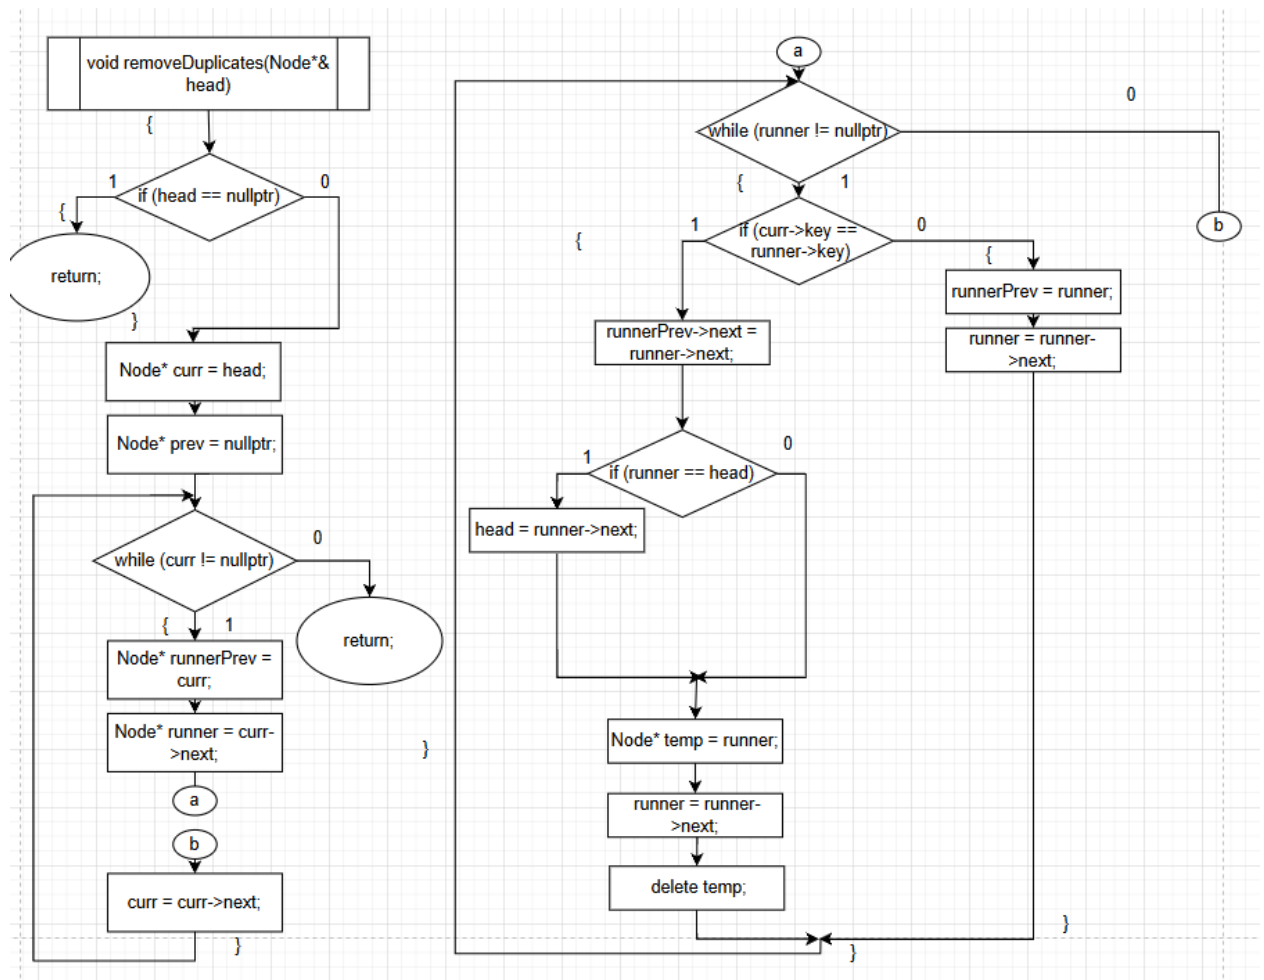 void removeDuplicates(Node*&
head)
{
1
0
if (head == nullptr)
{
return;
}
Node* curr = head;
Node* prev = nullptr;
while (curr != nullptr)
0
return;
{
1
Node* runnerPrev =
curr;
Node* runner = curr-
>next;
a
b
curr = curr->next;
}
}
a
while (runner != nullptr)
0
b
{
1
if (curr->key ==
runner->key)
1
0
{
{
runnerPrev = runner;
runner = runner-
>next;
runnerPrev->next =
runner->next;
if (runner == head)
1
0
head = runner->next;
Node* temp = runner;
runner = runner-
>next;
delete temp;
}
}